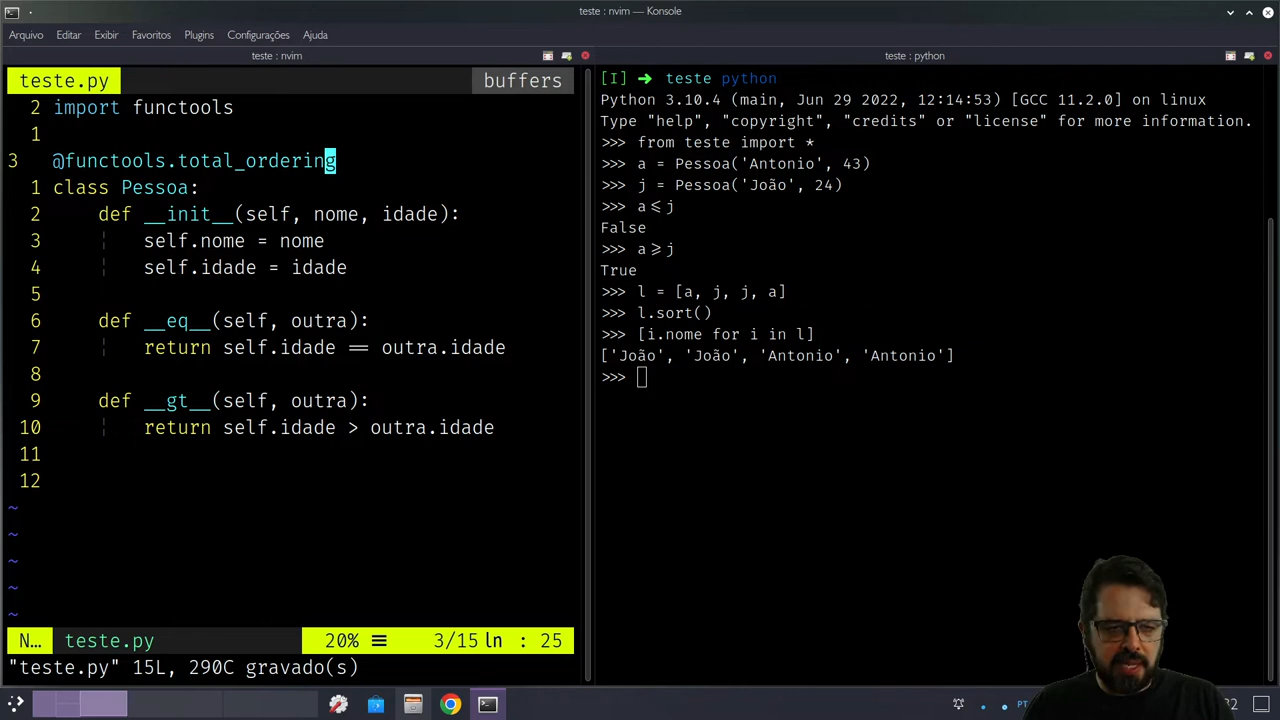 teste : nvim — Konsole
Arquivo Editar Exibir Favoritos Plugins Configurações Ajuda
teste : nvim
teste.py buffers
2 import functools
1
3 @functools.total_ordering
1 class Pessoa:
2 def __init__(self, nome, idade):
3 self.nome = nome
4 self.idade = idade
5
6 def __eq__(self, outra):
7 return self.idade == outra.idade
8
9 def __gt__(self, outra):
10 return self.idade > outra.idade
11
12
~
~
~
~
~
N... teste.py 20% ≡ 3/15 ln : 25
"teste.py" 15L, 290C gravado(s)
teste : python
[I] ➜ teste python
Python 3.10.4 (main, Jun 29 2022, 12:14:53) [GCC 11.2.0] on linux
Type "help", "copyright", "credits" or "license" for more information.
>>> from teste import *
>>> a = Pessoa('Antonio', 43)
>>> j = Pessoa('João', 24)
>>> a<=j
False
>>> a>=j
True
>>> l = [a, j, j, a]
>>> l.sort()
>>> [i.nome for i in l]
['João', 'João', 'Antonio', 'Antonio']
>>>
PT